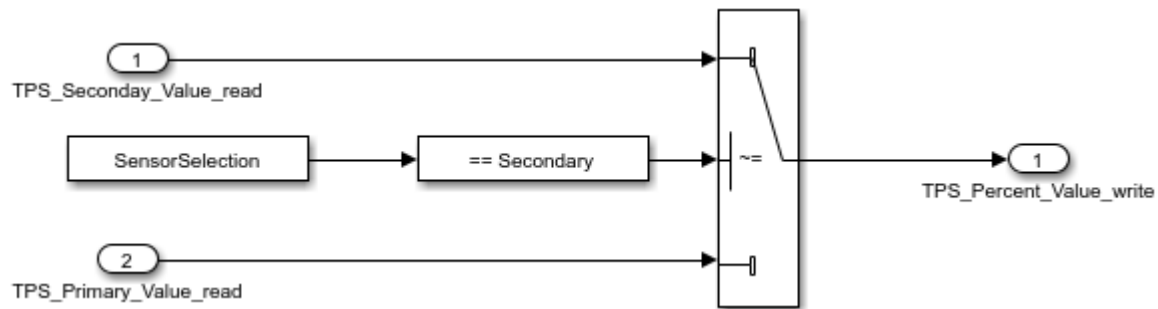 1
TPS_Seconday_Value_read
SensorSelection
== Secondary
~=
1
TPS_Percent_Value_write
2
TPS_Primary_Value_read